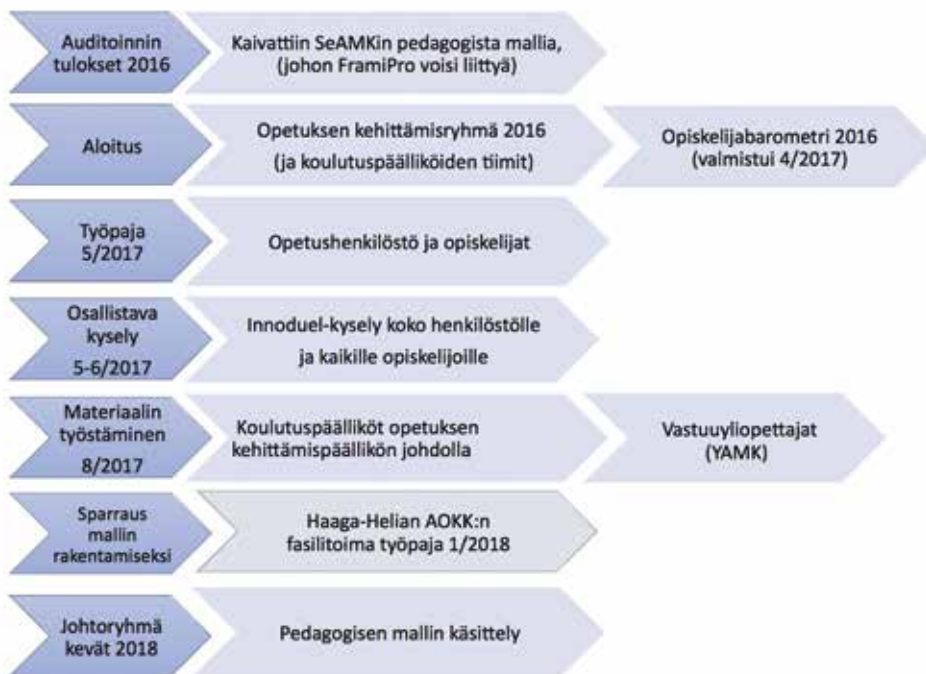 Auditoinnin
tulokset 2016
Kaivattiin SeAMKin pedagogista mallia,
(johon FramiPro voisi liittyä)
Aloitus
Opetuksen kehittämisryhmä 2016
(ja koulutuspäälliköiden tiimit)
Opiskelijabarometri 2016
(valmistui 4/2017)
Työpaja
5/2017
Opetushenkilöstö ja opiskelijat
Osallistava
kysely
5-6/2017
Innoduel-kysely koko henkilöstölle
ja kaikille opiskelijoille
Materiaalin
työstäminen
8/2017
Koulutuspäälliköt opetuksen
kehittämispäällikön johdolla
Vastuuyliopettajat
(YAMK)
Sparraus
mallin
rakentamiseksi
Haaga-Helian AOKK:n
fasilitoima työpaja 1/2018
Johtoryhmä
kevät 2018
Pedagogisen mallin käsittely